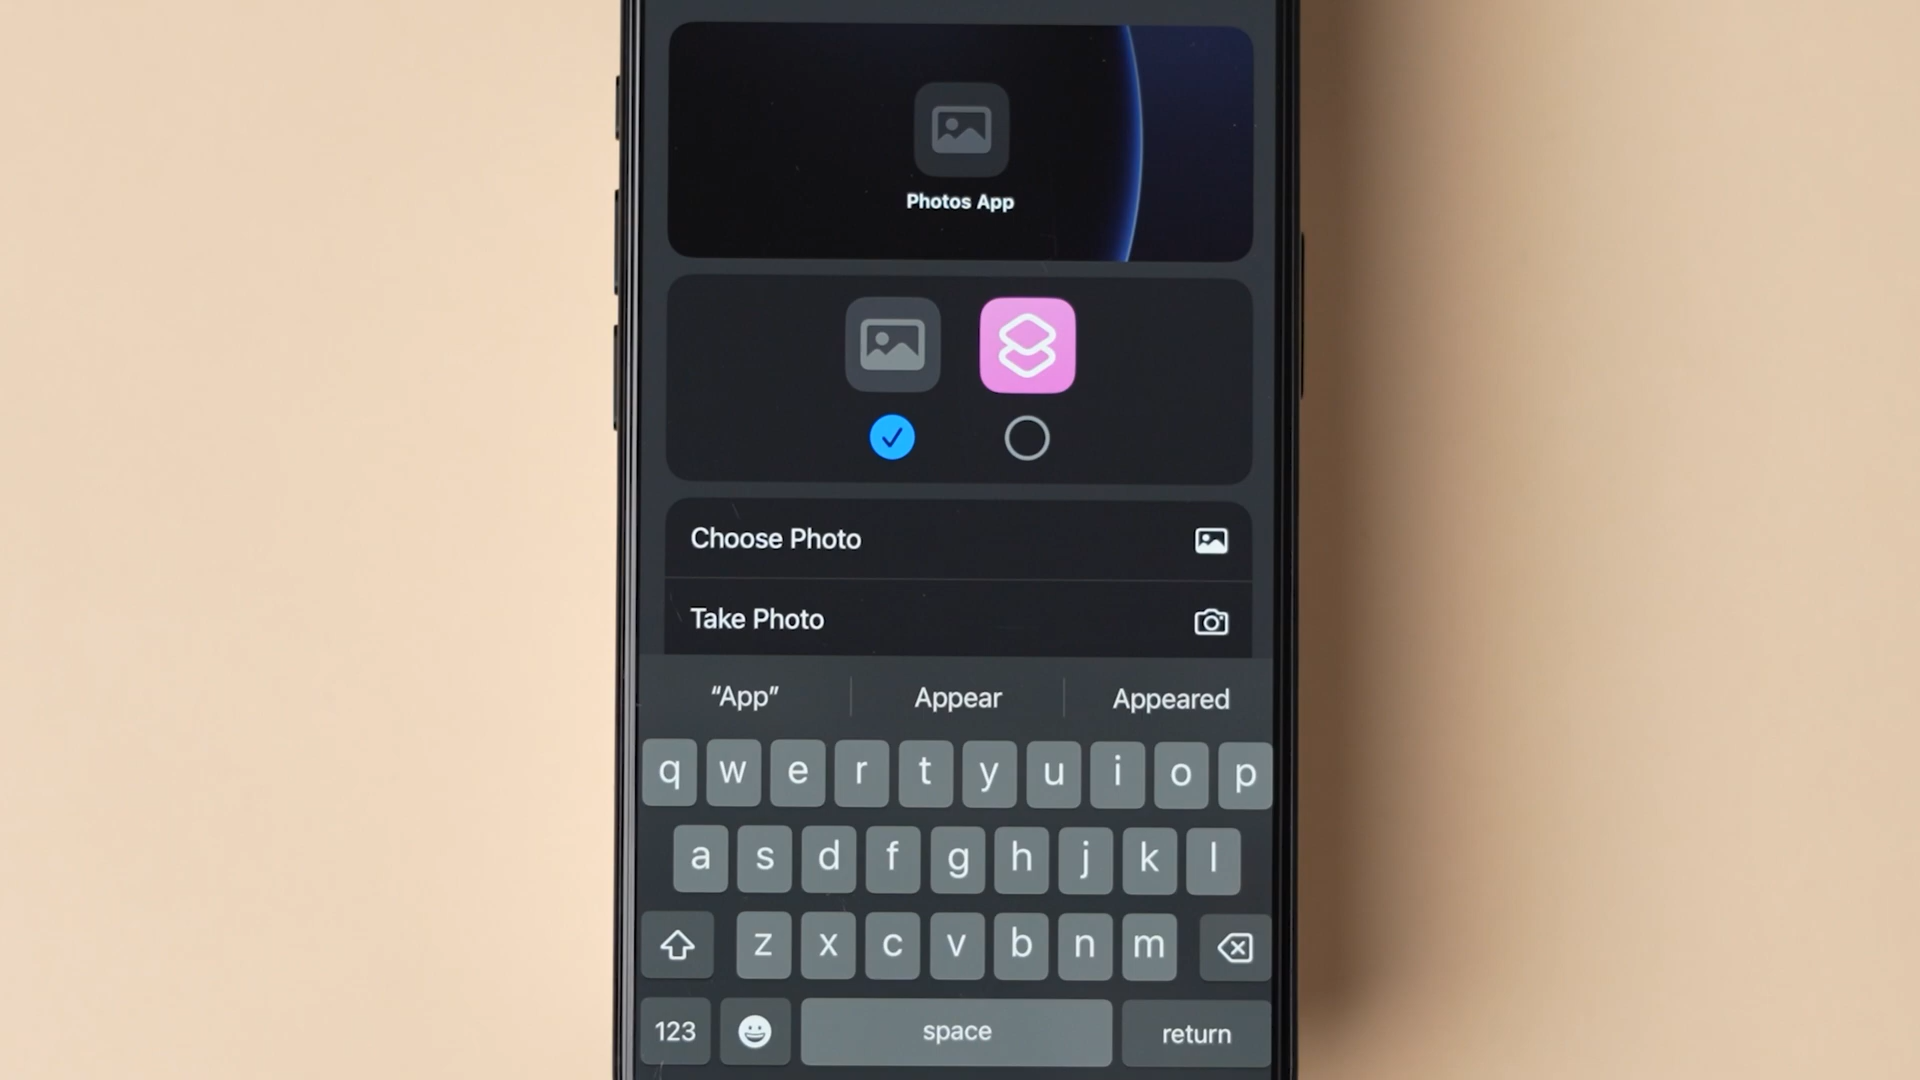 Photos App
Choose Photo
Take Photo
“App” Appear Appeared
q w e r t y u i o p
a s d f g h j k l
z x c v b n m
123 space return